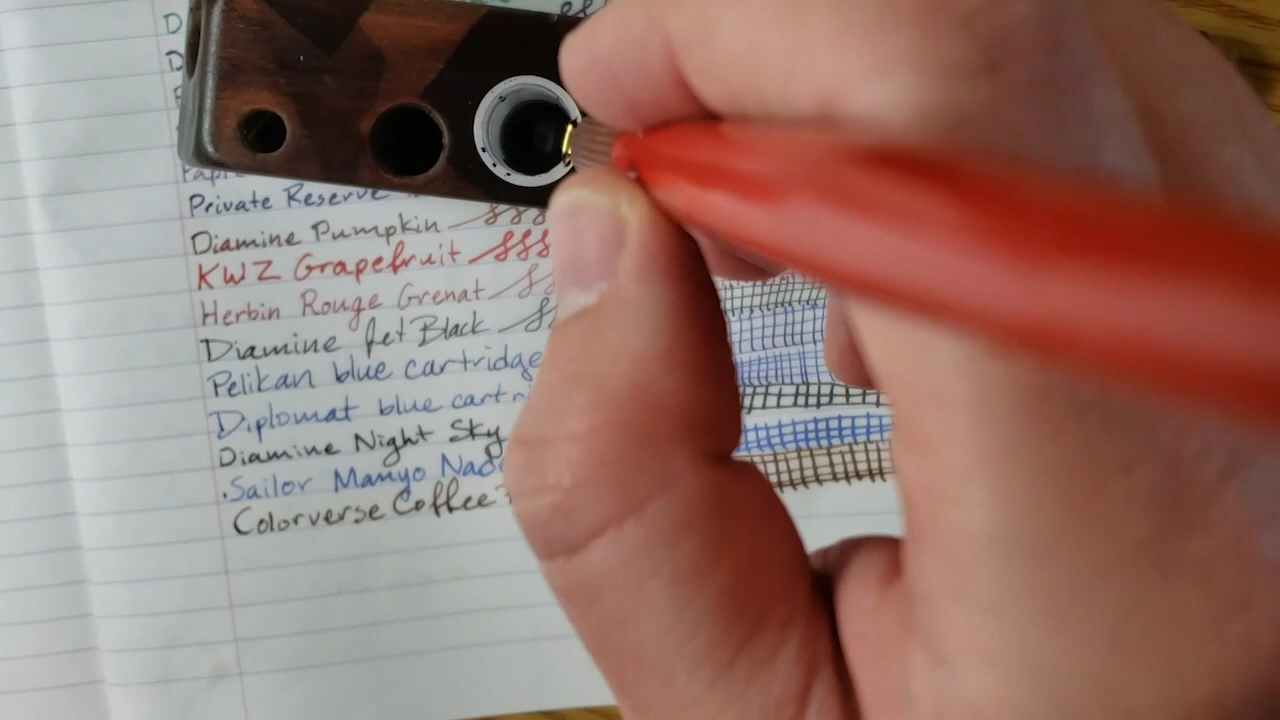 D
D
Private Reserve
Diamine Pumpkin
KWZ Grapefruit
Herbin Rouge Grenat
Diamine Jet Black
Pelikan blue cartridge
Diplomat blue
Diamine Night Sky
Sailor Manyo
Colorverse Coffee